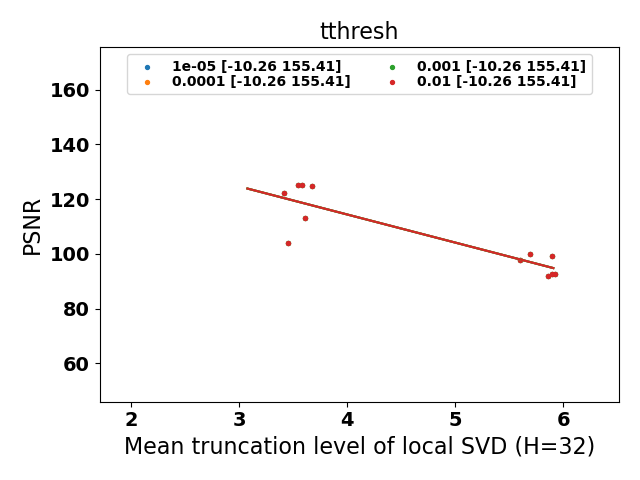 tthresh
1e-05 [-10.26 155.41]
0.0001 [-10.26 155.41]
0.001 [-10.26 155.41]
0.01 [-10.26 155.41]
160
140
120
100
80
60
PSNR
2 3 4 5 6
Mean truncation level of local SVD (H=32)